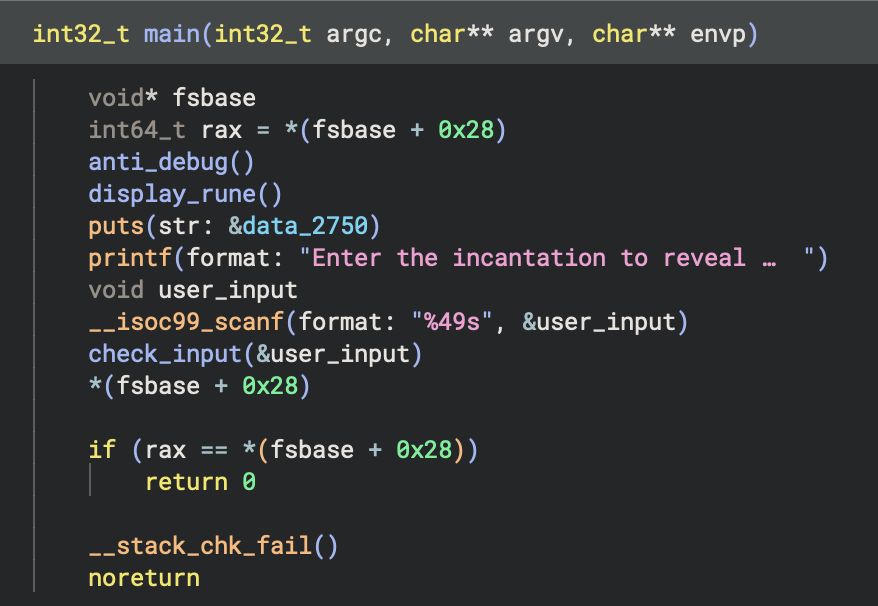 int32_t main(int32_t argc, char** argv, char** envp)
void* fsbase
int64_t rax = *(fsbase + 0x28)
anti_debug()
display_rune()
puts(str: &data_2750)
printf(format: "Enter the incantation to reveal …  ")
void user_input
__isoc99_scanf(format: "%49s", &user_input)
check_input(&user_input)
*(fsbase + 0x28)
if (rax == *(fsbase + 0x28))
return 0
__stack_chk_fail()
noreturn